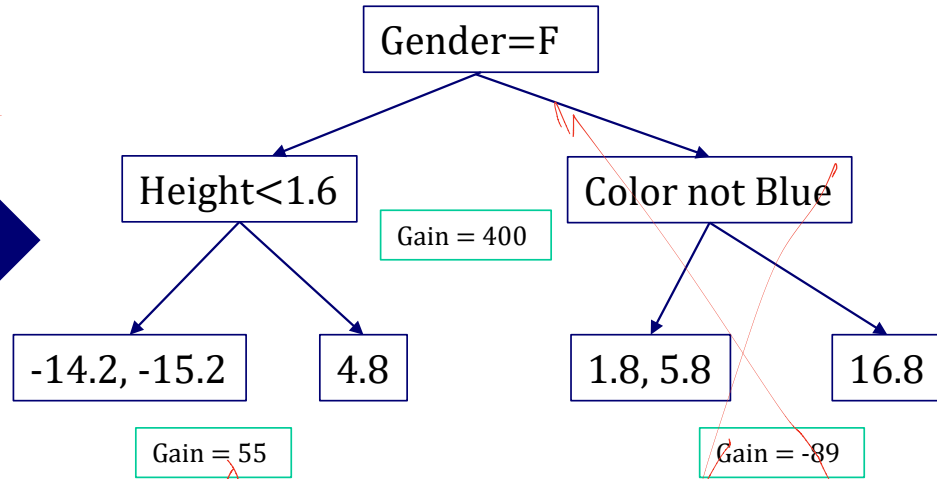 Gender=F
Height<1.6
Color not Blue
Gain = 400
-14.2, -15.2
4.8
1.8, 5.8
16.8
Gain = 55
Gain = -89